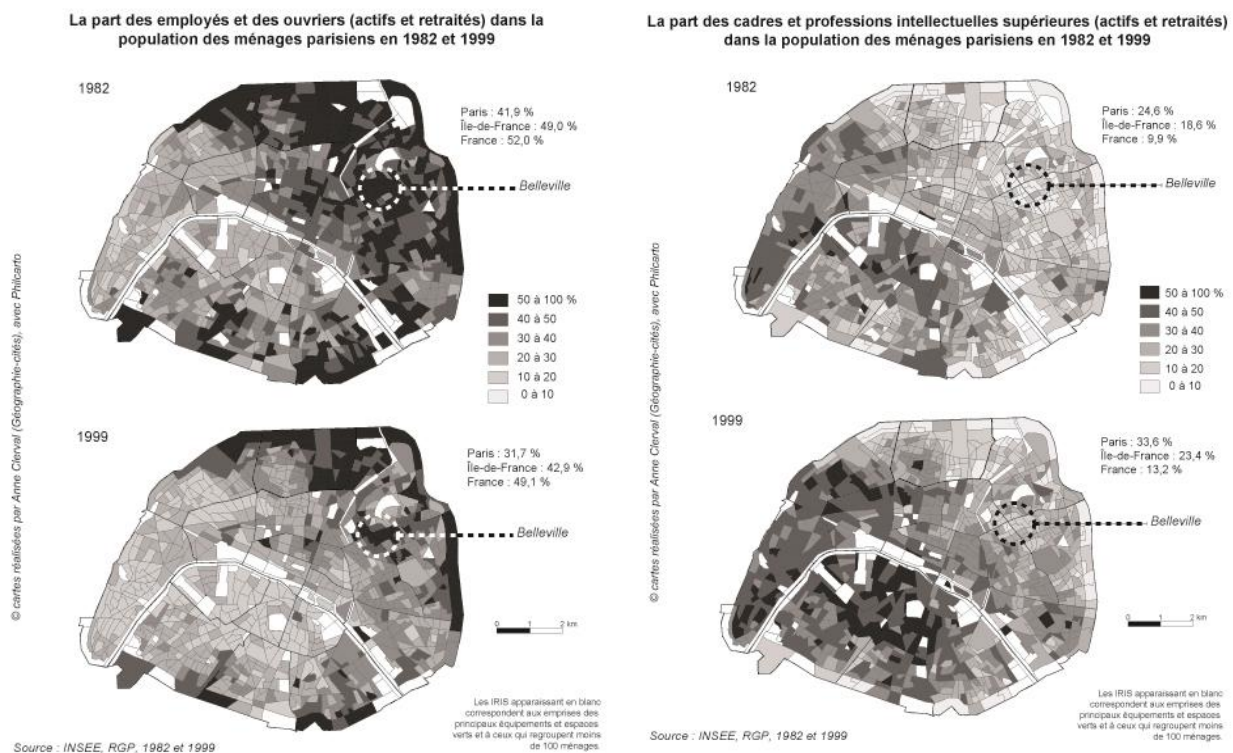 La part des employés et des ouvriers (actifs et retraités) dans la
population des ménages parisiens en 1982 et 1999
1982
Paris : 41,9 %
Île-de-France : 49,0 %
France : 52,0 %
Belleville
50 à 100 %
40 à 50
30 à 40
20 à 30
10 à 20
0 à 10
1999
Paris : 31,7 %
Île-de-France : 42,9 %
France : 49,1 %
Belleville
0 1 2 km
Les IRIS apparaissant en blanc
correspondent aux emprises des
principaux équipements et espaces
verts et à ceux qui regroupent moins
de 100 ménages.
Source : INSEE, RGP, 1982 et 1999
© cartes réalisées par Anne Clerval (Géographie-cités), avec Philcarto
La part des cadres et professions intellectuelles supérieures (actifs et retraités)
dans la population des ménages parisiens en 1982 et 1999
1982
Paris : 24,6 %
Île-de-France : 18,6 %
France : 9,9 %
Belleville
50 à 100 %
40 à 50
30 à 40
20 à 30
10 à 20
0 à 10
1999
Paris : 33,6 %
Île-de-France : 23,4 %
France : 13,2 %
Belleville
0 1 2 km
Les IRIS apparaissant en blanc
correspondent aux emprises des
principaux équipements et espaces
verts et à ceux qui regroupent moins
de 100 ménages.
Source : INSEE, RGP, 1982 et 1999
© cartes réalisées par Anne Clerval (Géographie-cités), avec Philcarto